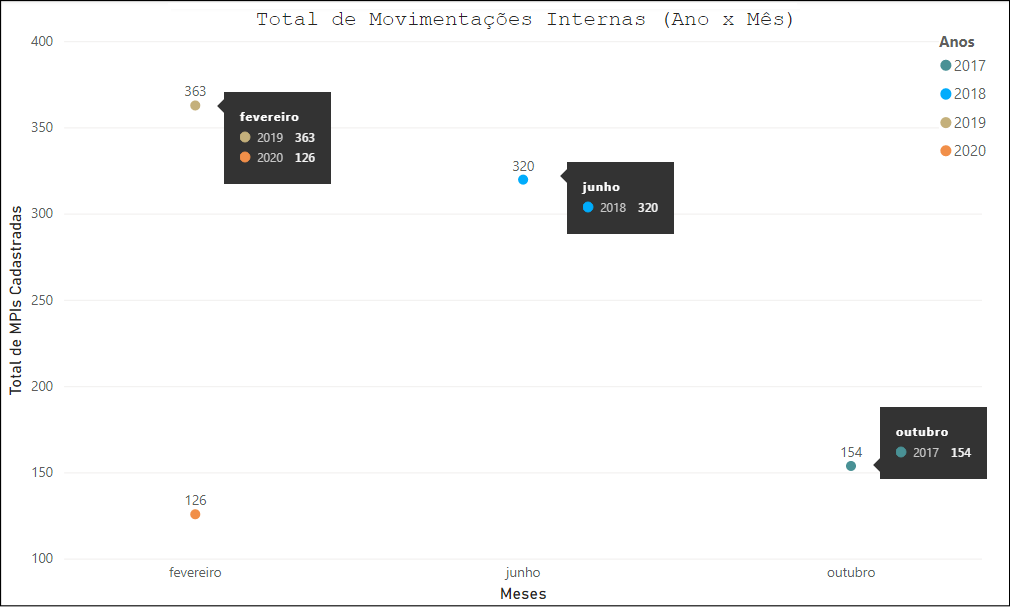 Total de Movimentações Internas (Ano x Mês)
Anos
2017
2018
2019
2020
Total de MPIs Cadastradas
400
350
300
250
200
150
100
363
fevereiro
2019 363
2020 126
320
junho
2018 320
154
outubro
2017 154
126
fevereiro
junho
outubro
Meses